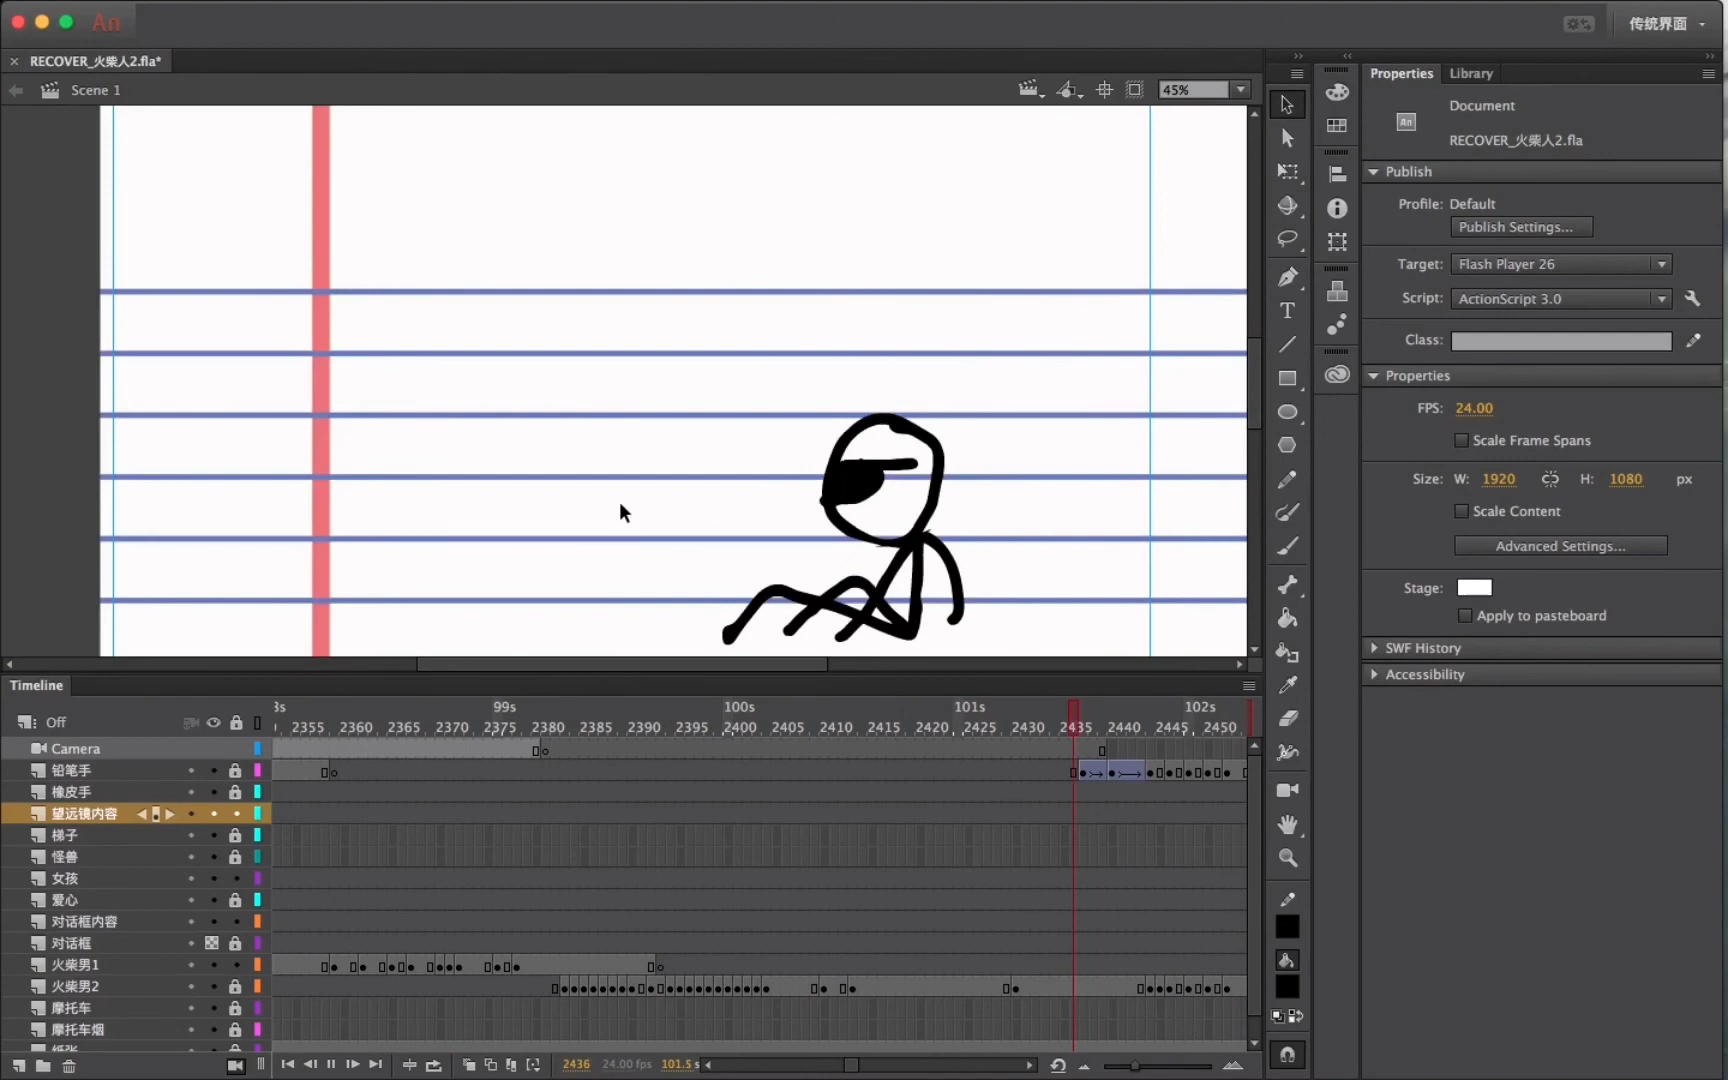 An
传统界面
RECOVER_火柴人2.fla*
Scene 1
45%
Properties Library
Document
An
RECOVER_火柴人2.fla
Publish
Profile: Default
Publish Settings...
Target: Flash Player 26
Script: ActionScript 3.0
Class:
Properties
FPS: 24.00
Scale Frame Spans
Size: W: 1920 H: 1080 px
Scale Content
Advanced Settings...
Stage:
Apply to pasteboard
SWF History
Accessibility
Timeline
99s 100s 101s 102s
Off
2355 2360 2365 2370 2375 2380 2385 2390 2395 2400 2405 2410 2415 2420 2425 2430 2435 2440 2445 2450
Camera
铅笔手
橡皮手
望远镜内容
梯子
怪兽
女孩
爱心
对话框内容
对话框
火柴男1
火柴男2
摩托车
摩托车烟
纸张
2436 24.00 fps 101.5 s